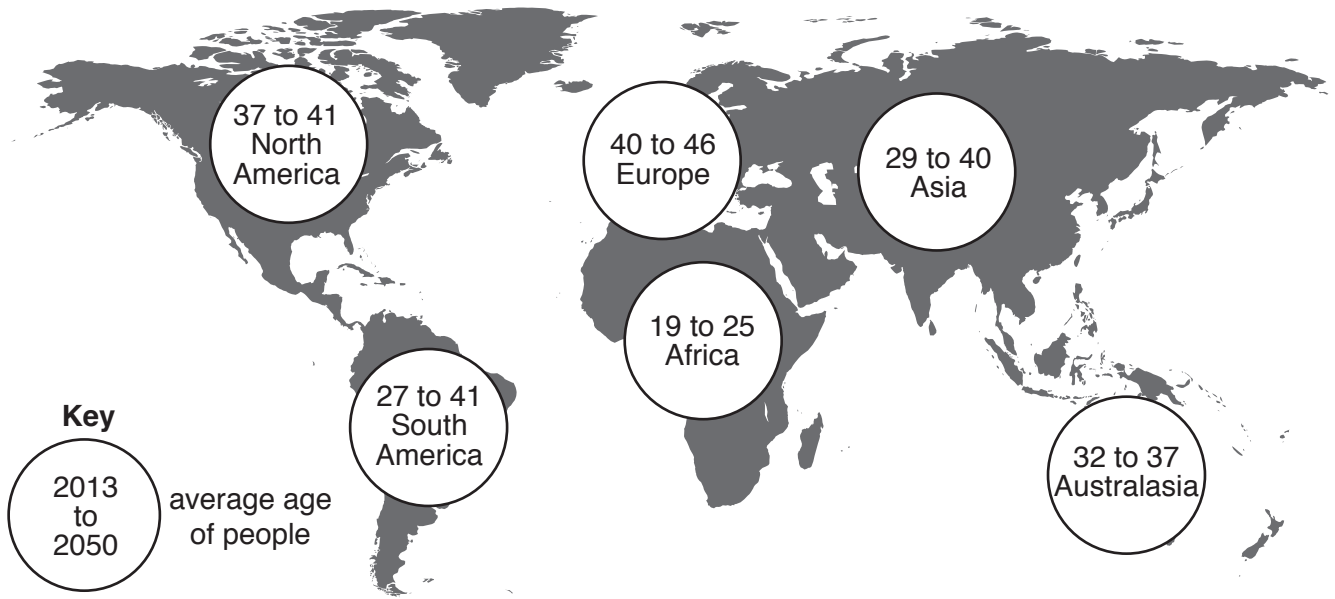 37 to 41
North
America
40 to 46
Europe
29 to 40
Asia
19 to 25
Africa
27 to 41
South
America
32 to 37
Australasia
Key
2013
to
2050
average age
of people